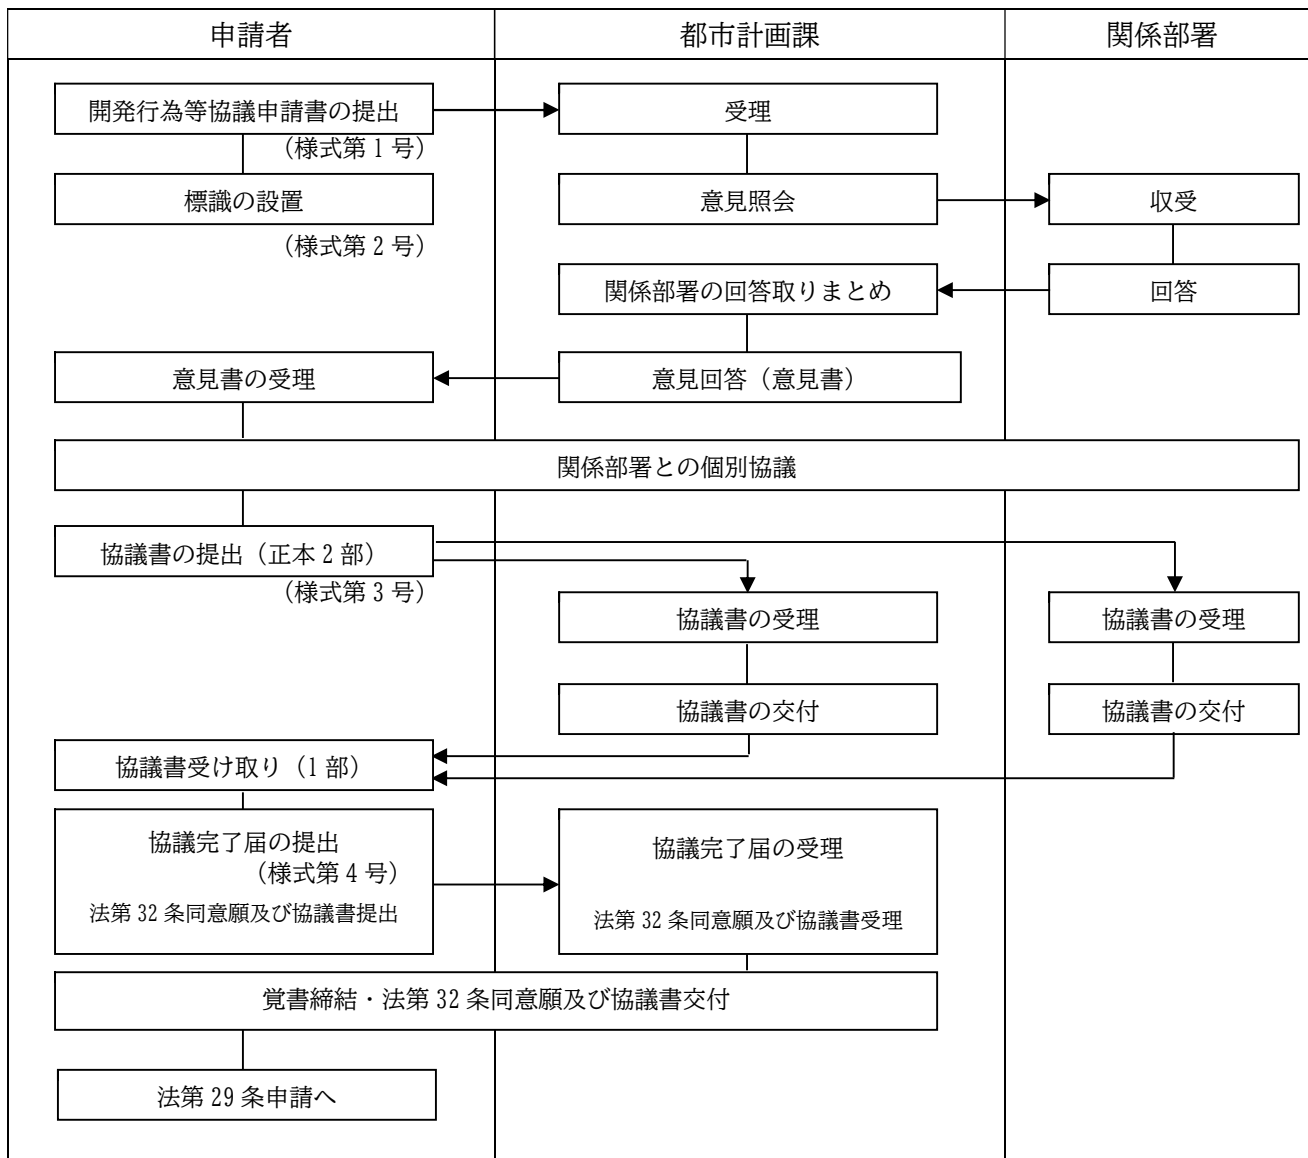 申請者
都市計画課
関係部署
開発行為等協議申請書の提出
受理
（様式第1号）
標識の設置
意見照会
収受
（様式第2号）
関係部署の回答取りまとめ
回答
意見書の受理
意見回答（意見書）
関係部署との個別協議
協議書の提出（正本2部）
（様式第3号）
協議書の受理
協議書の受理
協議書の交付
協議書の交付
協議書受け取り（1部）
協議完了届の提出
（様式第4号）
法第32条同意願及び協議書提出
協議完了届の受理
法第32条同意願及び協議書受理
覚書締結・法第32条同意願及び協議書交付
法第29条申請へ